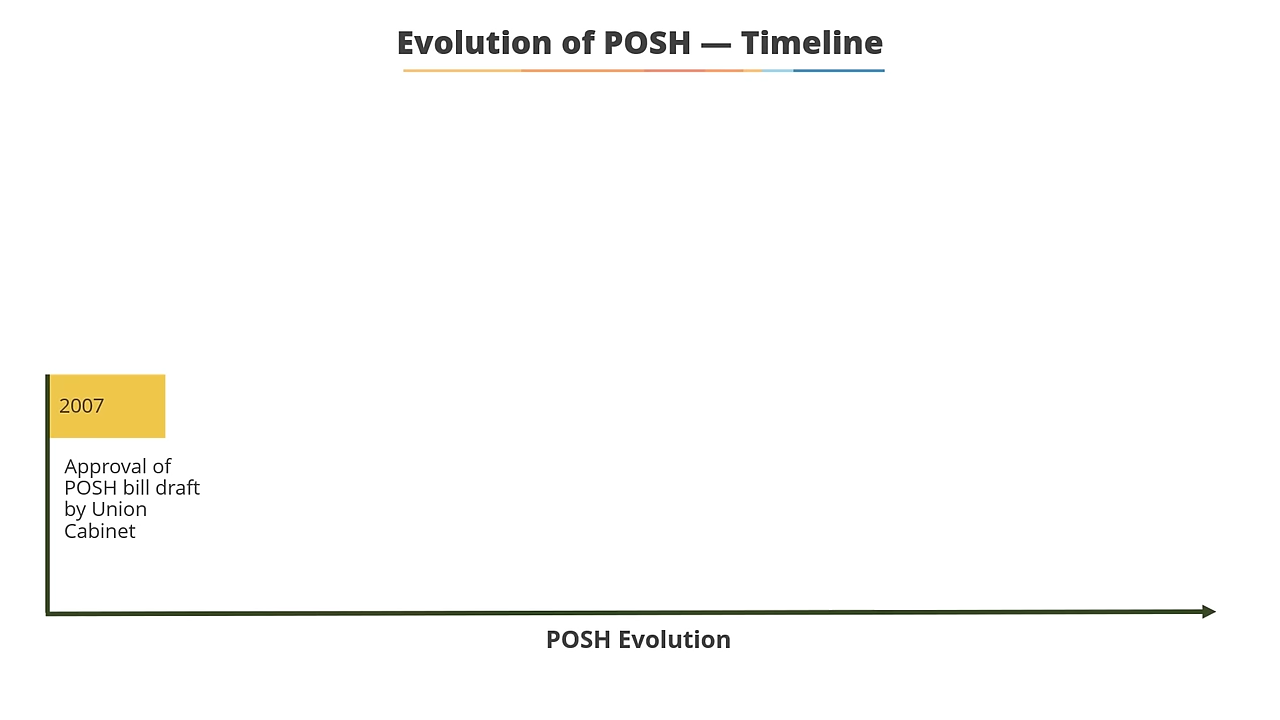 Evolution of POSH — Timeline
2007
Approval of
POSH bill draft
by Union
Cabinet
POSH Evolution